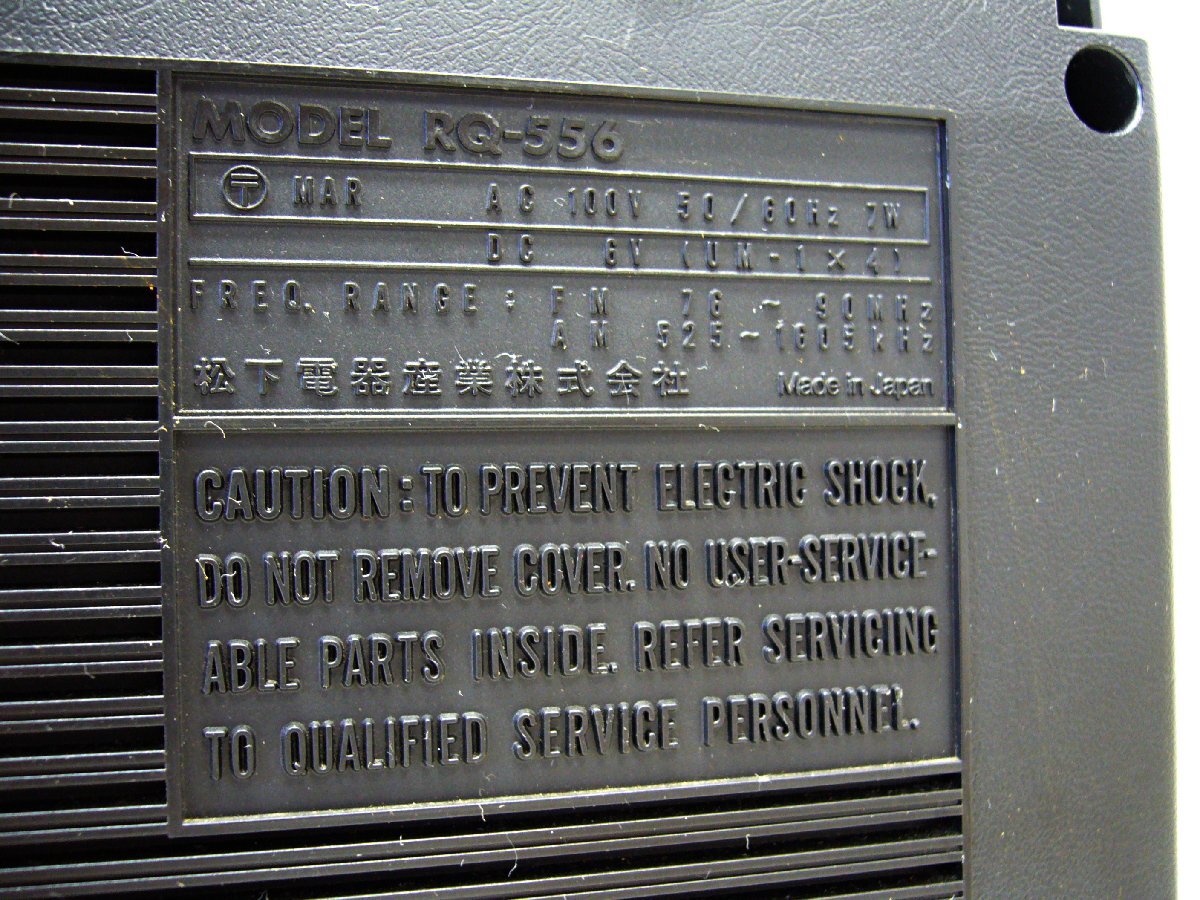 MODEL RQ-556
〒 MAR AC 100V 50/60Hz 7W
DC 6V (UM-1×4)
FREQ. RANGE: FM 76~90MHz
AM 525~1605kHz
松下電器産業株式会社 Made in Japan
CAUTION: TO PREVENT ELECTRIC SHOCK,
DO NOT REMOVE COVER. NO USER-SERVICE-
ABLE PARTS INSIDE. REFER SERVICING
TO QUALIFIED SERVICE PERSONNEL.